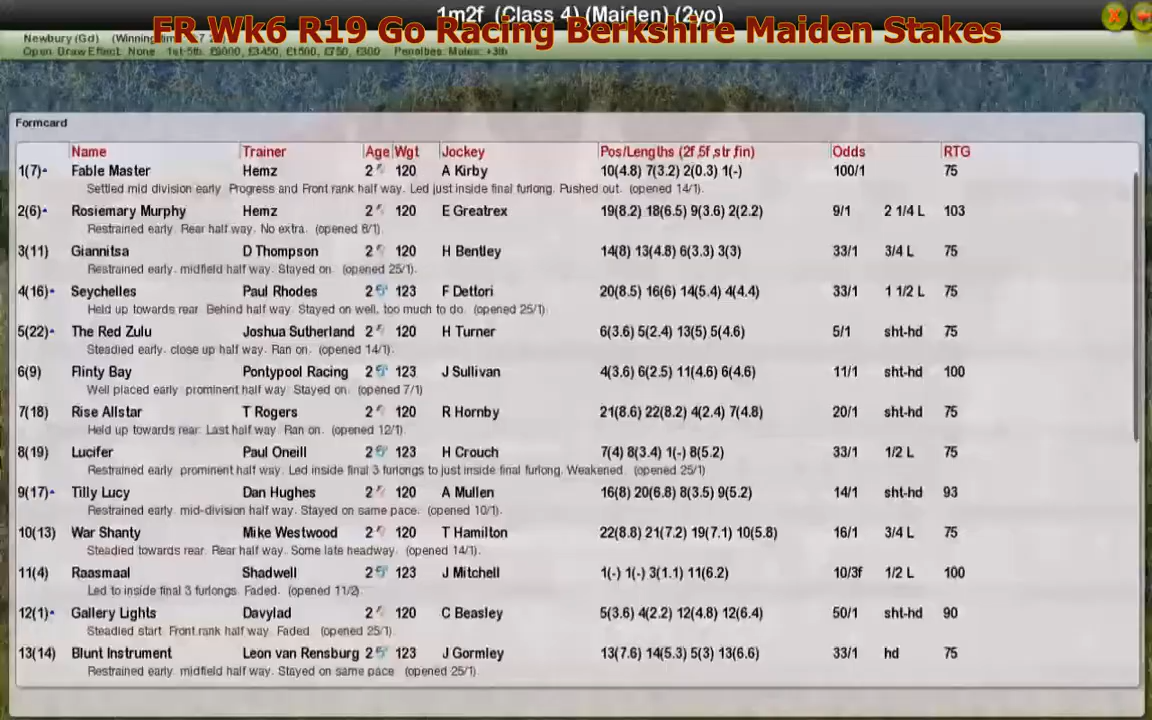 1m2f (Class 4) (Maiden) (2yo)
FR Wk6 R19 Go Racing Berkshire Maiden Stakes
Newbury (Gd) (Winning
Open Draw Effect: None 1st-5th: £6000, £3450, £1500, £750, £300 Penalties: Males: +3lb
Formcard
Name Trainer Age Wgt Jockey Pos/Lengths (2f,5f,str,fin) Odds RTG
1(7) Fable Master Hemz 2 120 A Kirby 10(4.8) 7(3.2) 2(0.3) 1(-) 100/1 75
Settled mid division early. Progress and Front rank half way. Led just inside final furlong. Pushed out. (opened 14/1).
2(6) Rosiemary Murphy Hemz 2 120 E Greatrex 19(8.2) 18(6.5) 9(3.6) 2(2.2) 9/1 2 1/4 L 103
Restrained early. Rear half way. No extra. (opened 8/1).
3(11) Giannitsa D Thompson 2 120 H Bentley 14(8) 13(4.8) 6(3.3) 3(3) 33/1 3/4 L 75
Restrained early. midfield half way. Stayed on. (opened 25/1).
4(16) Seychelles Paul Rhodes 2 123 F Dettori 20(8.5) 16(6) 14(5.4) 4(4.4) 33/1 1 1/2 L 75
Held up towards rear. Behind half way. Stayed on well, too much to do. (opened 25/1).
5(22) The Red Zulu Joshua Sutherland 2 120 H Turner 6(3.6) 5(2.4) 13(5) 5(4.6) 5/1 sht-hd 75
Steadied early. close up half way. Ran on. (opened 14/1).
6(9) Flinty Bay Pontypool Racing 2 123 J Sullivan 4(3.6) 6(2.5) 11(4.6) 6(4.6) 11/1 sht-hd 100
Well placed early. prominent half way. Stayed on. (opened 7/1)
7(18) Rise Allstar T Rogers 2 120 R Hornby 21(8.6) 22(8.2) 4(2.4) 7(4.8) 20/1 sht-hd 75
Held up towards rear. Last half way. Ran on. (opened 12/1).
8(19) Lucifer Paul Oneill 2 123 H Crouch 7(4) 8(3.4) 1(-) 8(5.2) 33/1 1/2 L 75
Restrained early. prominent half way. Led inside final 3 furlongs to just inside final furlong. Weakened. (opened 25/1)
9(17) Tilly Lucy Dan Hughes 2 120 A Mullen 16(8) 20(6.8) 8(3.5) 9(5.2) 14/1 sht-hd 93
Restrained early. mid-division half way. Stayed on same pace. (opened 10/1).
10(13) War Shanty Mike Westwood 2 120 T Hamilton 22(8.8) 21(7.2) 19(7.1) 10(5.8) 16/1 3/4 L 75
Steadied towards rear. Rear half way. Some late headway. (opened 14/1).
11(4) Raasmaal Shadwell 2 123 J Mitchell 1(-) 1(-) 3(1.1) 11(6.2) 10/3f 1/2 L 100
Led to inside final 3 furlongs. Faded. (opened 11/2).
12(1) Gallery Lights Davylad 2 120 C Beasley 5(3.6) 4(2.2) 12(4.8) 12(6.4) 50/1 sht-hd 90
Steadied start. Front rank half way. Faded (opened 25/1).
13(14) Blunt Instrument Leon van Rensburg 2 123 J Gormley 13(7.6) 14(5.3) 5(3) 13(6.6) 33/1 hd 75
Restrained early. midfield half way. Stayed on same pace (opened 25/1).